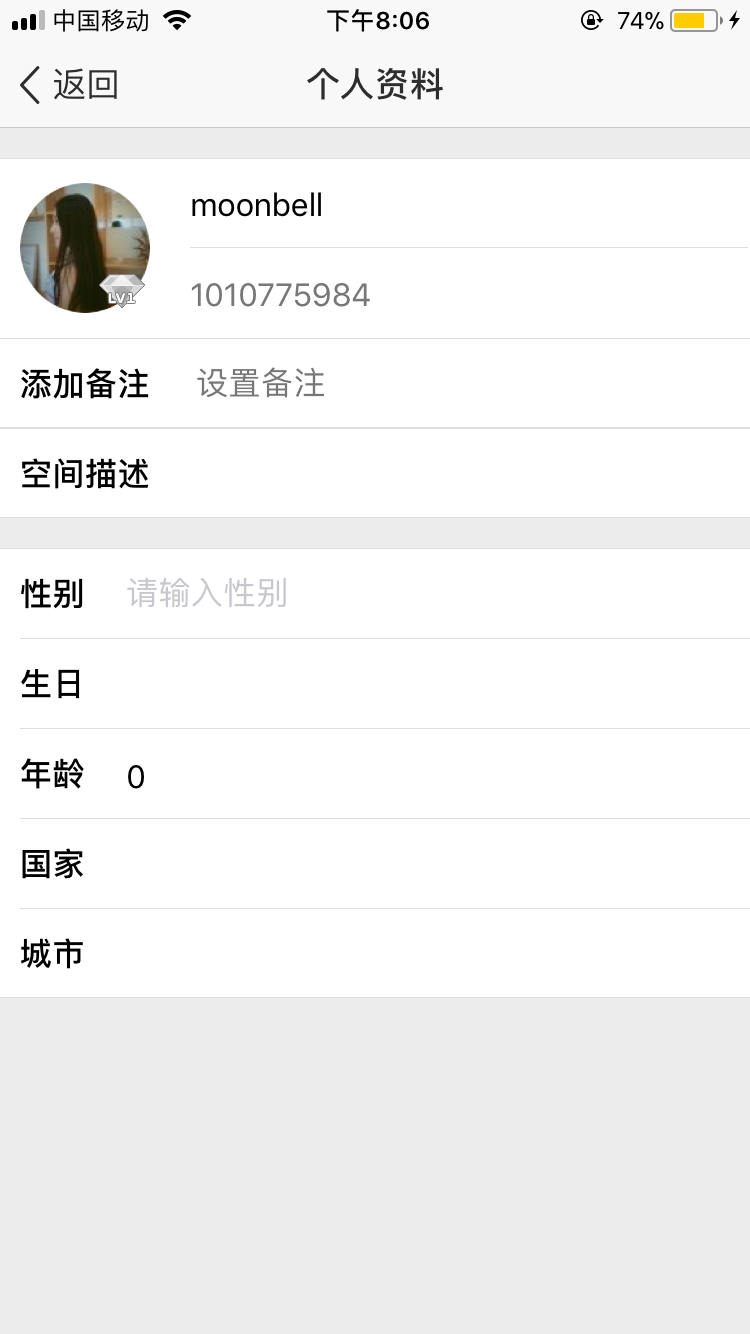 中国移动 下午8:06 74%
返回 个人资料
moonbell
LV1
1010775984
添加备注 设置备注
空间描述
性别 请输入性别
生日
年龄 0
国家
城市